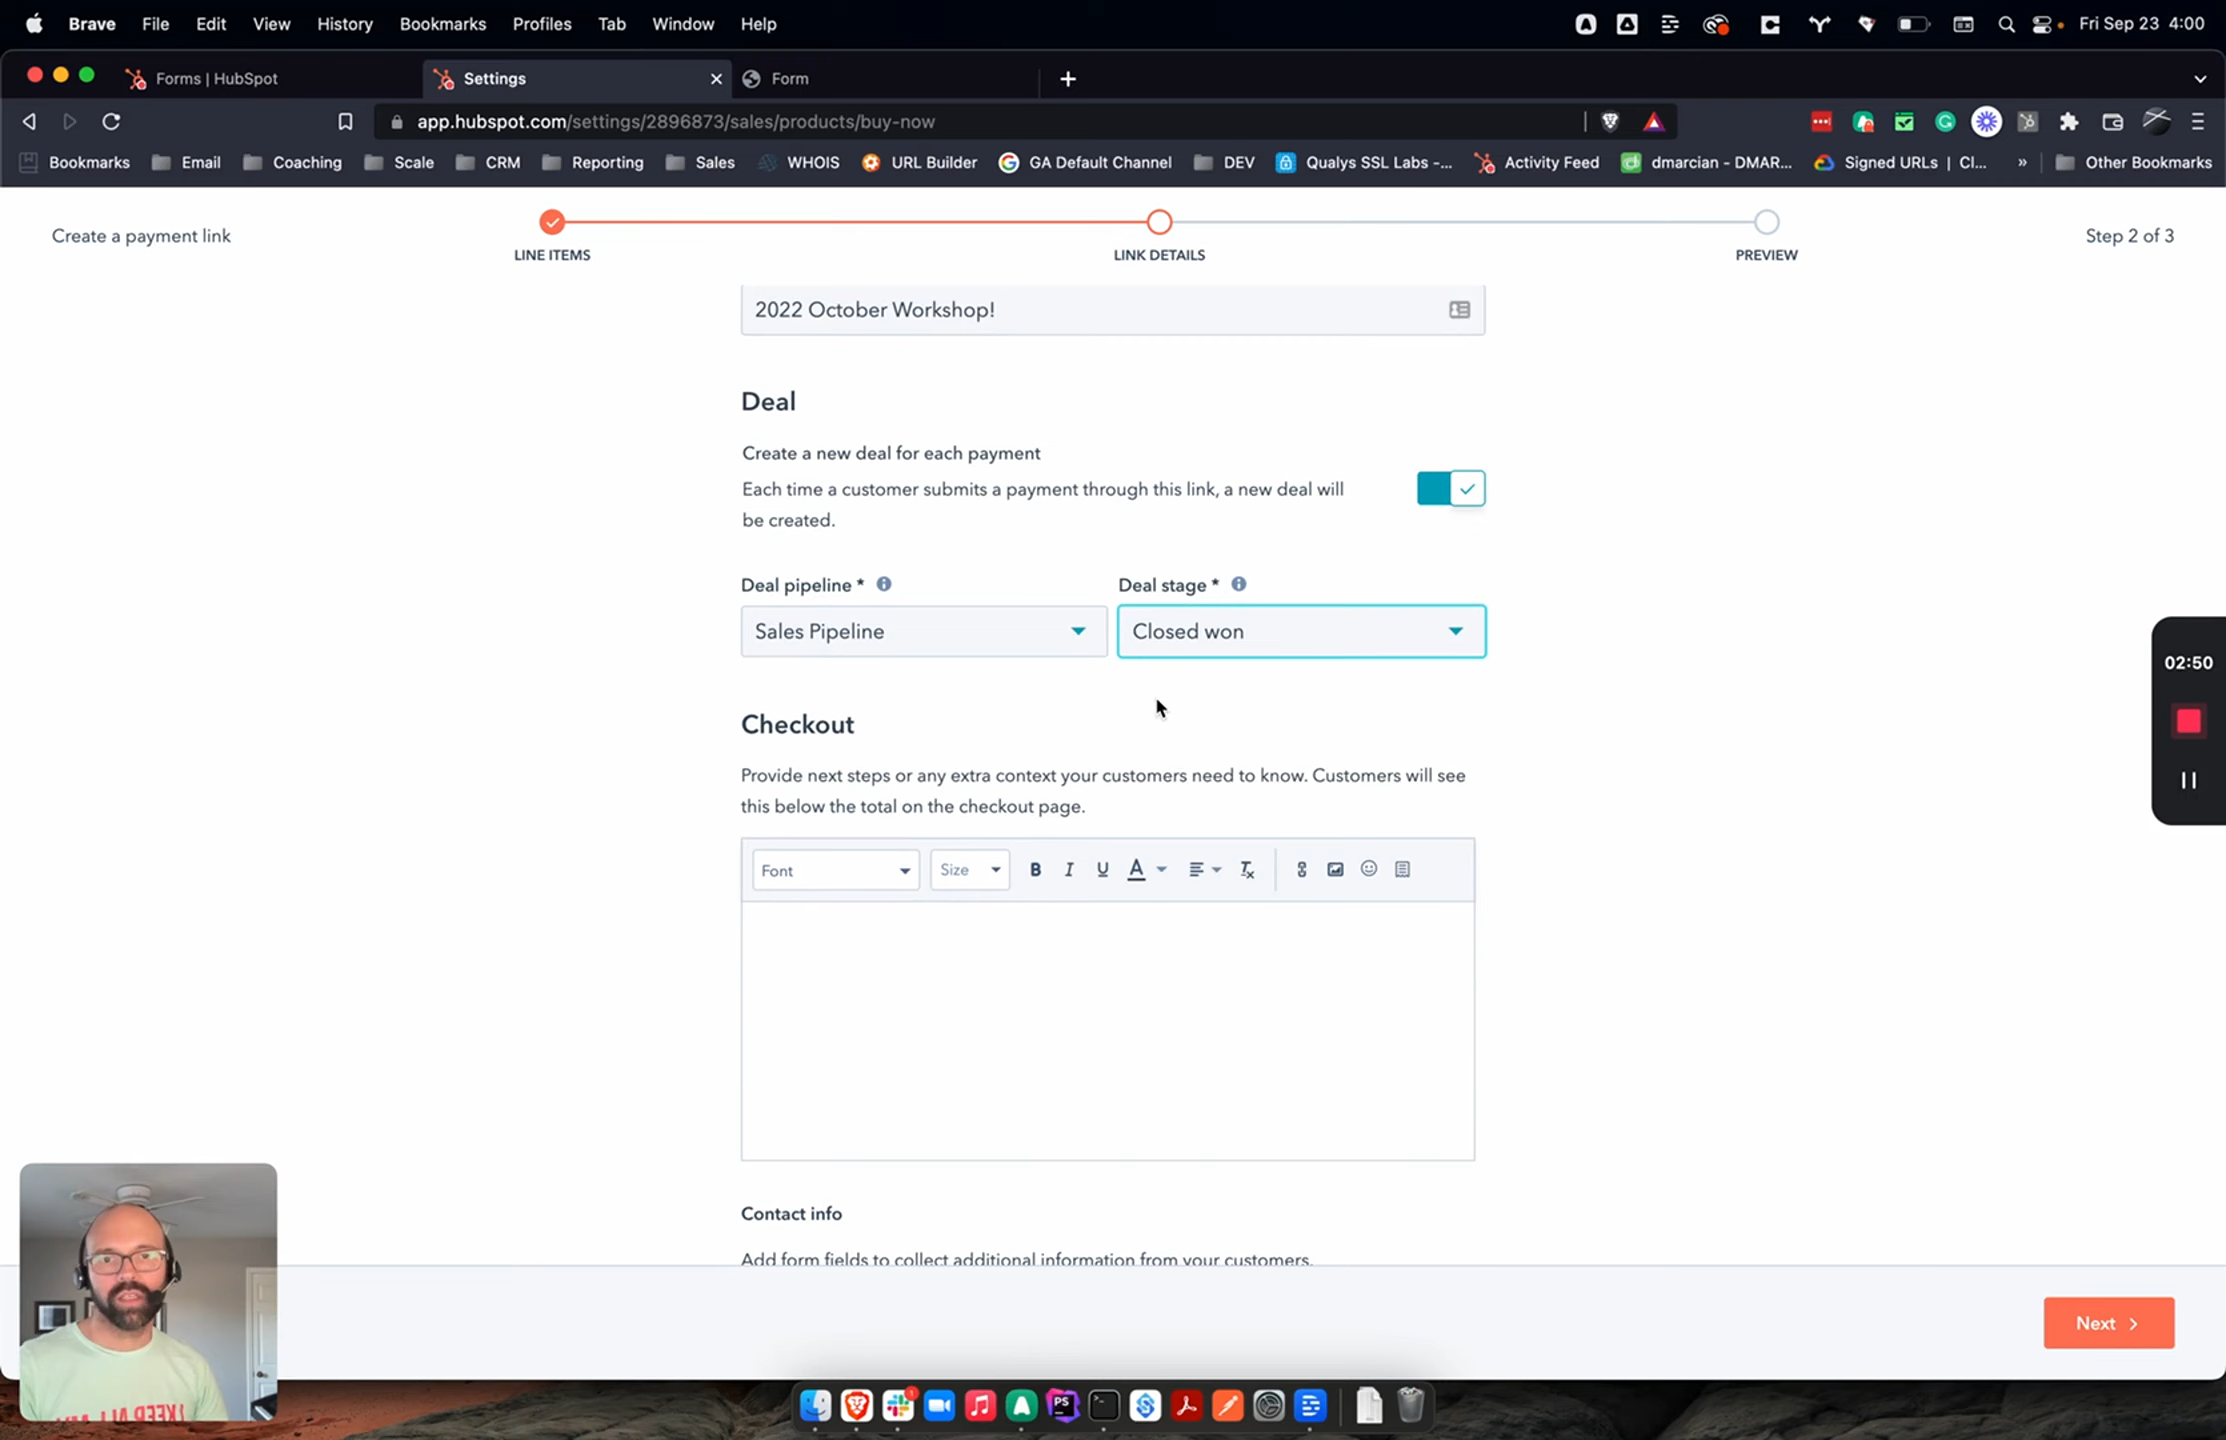 Brave File Edit View History Bookmarks Profiles Tab Window Help Fri Sep 23 4:00
Forms | HubSpot Settings Form
app.hubspot.com/settings/2896873/sales/products/buy-now
Bookmarks Email Coaching Scale CRM Reporting Sales WHOIS URL Builder GA Default Channel DEV Qualys SSL Labs -... Activity Feed dmarcian - DMAR... Signed URLs | Cl... » Other Bookmarks
Create a payment link
LINE ITEMS
LINK DETAILS
PREVIEW
Step 2 of 3
2022 October Workshop!
Deal
Create a new deal for each payment
Each time a customer submits a payment through this link, a new deal will
be created.
Deal pipeline * Deal stage *
Sales Pipeline Closed won
02:50
Checkout
Provide next steps or any extra context your customers need to know. Customers will see
this below the total on the checkout page.
Font Size B I U A
Contact info
Add form fields to collect additional information from your customers.
Next
PS